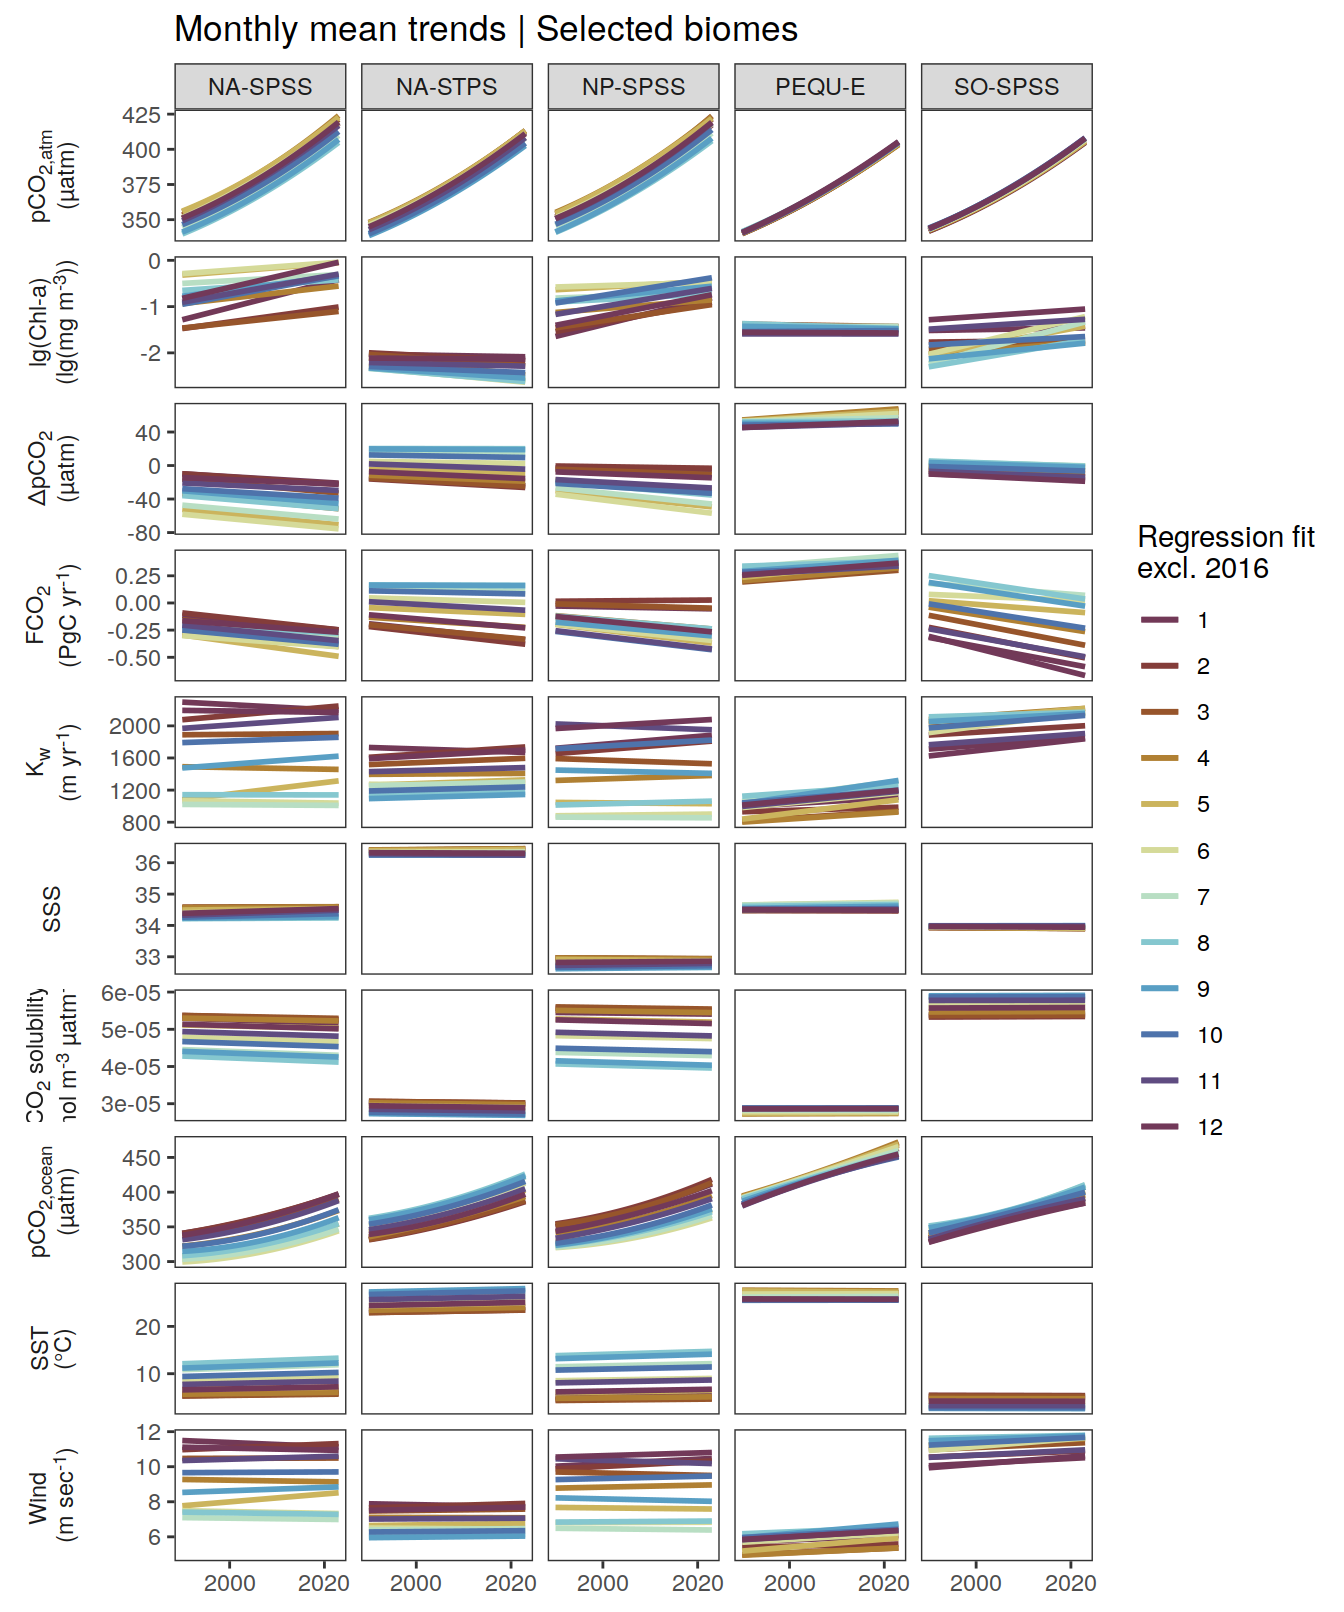 Monthly mean trends | Selected biomes
NA-SPSS NA-STPS NP-SPSS PEQU-E SO-SPSS
pCO2,atm
(µatm)
425
400
375
350
lg(Chl-a)
(lg(mg m-3))
0
-1
-2
ΔpCO2
(µatm)
40
0
-40
-80
FCO2
(PgC yr-1)
0.25
0.00
-0.25
-0.50
Kw
(m yr-1)
2000
1600
1200
800
SSS
36
35
34
33
CO2 solubility
m-3 µatm-
6e-05
5e-05
4e-05
3e-05
pCO2,ocean
(µatm)
450
400
350
300
SST
(°C)
20
10
Wind
(m sec-1)
12
10
8
6
2000 2020 2000 2020 2000 2020 2000 2020 2000 2020
Regression fit
excl. 2016
1
2
3
4
5
6
7
8
9
10
11
12